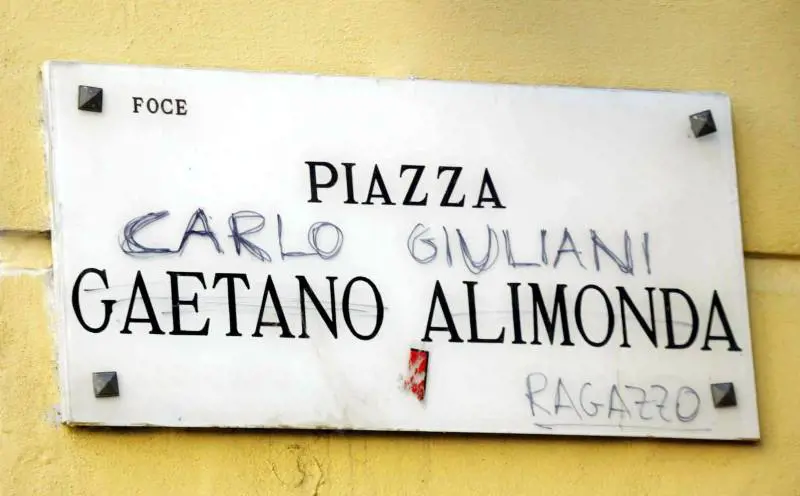 FOCE
PIAZZA
CARLO GIULIANI
GAETANO ALIMONDA
RAGAZZO